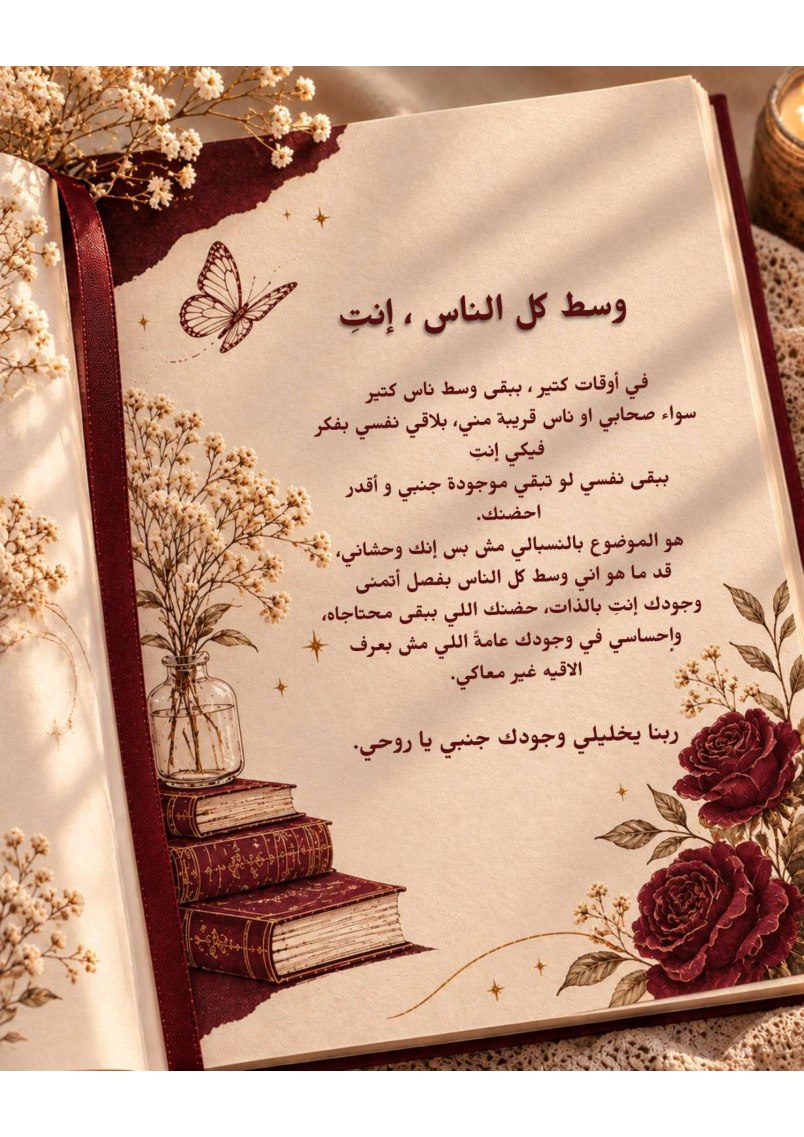 وسط كل الناس ، إنتِ
في أوقات كتير ، ببقى وسط ناس كتير
سواء صحابي او ناس قريبة مني، بلاقي نفسي بفكر
فيكي إنتِ
ببقى نفسي لو تبقي موجودة جنبي و أقدر
احضنك.
هو الموضوع بالنسبالي مش بس إنك وحشاني،
قد ما هو اني وسط كل الناس بفصل أتمنى
وجودك إنتِ بالذات، حضنك اللي ببقى محتاجاه،
وإحساسي في وجودك عامةً اللي مش بعرف
الاقيه غير معاكي.
ربنا يخليلي وجودك جنبي يا روحي.